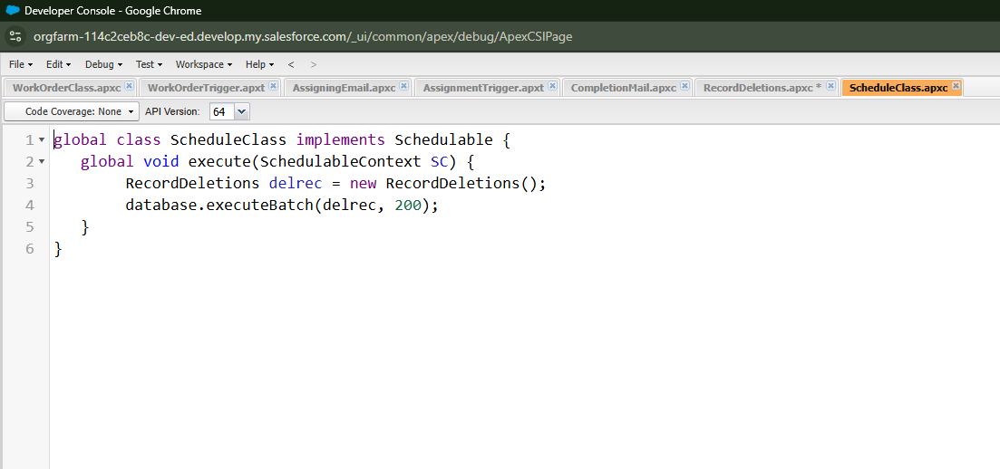 Developer Console - Google Chrome
orgfarm-114c2ceb8c-dev-ed.develop.my.salesforce.com/_ui/common/apex/debug/ApexCSIPage
File Edit Debug Test Workspace Help < >
WorkOrderClass.apxc WorkOrderTrigger.apxt AssigningEmail.apxc AssignmentTrigger.apxt CompletionMail.apxc RecordDeletions.apxc * ScheduleClass.apxc
Code Coverage: None API Version: 64
1 global class ScheduleClass implements Schedulable {
2 global void execute(SchedulableContext SC) {
3 RecordDeletions delrec = new RecordDeletions();
4 database.executeBatch(delrec, 200);
5 }
6 }